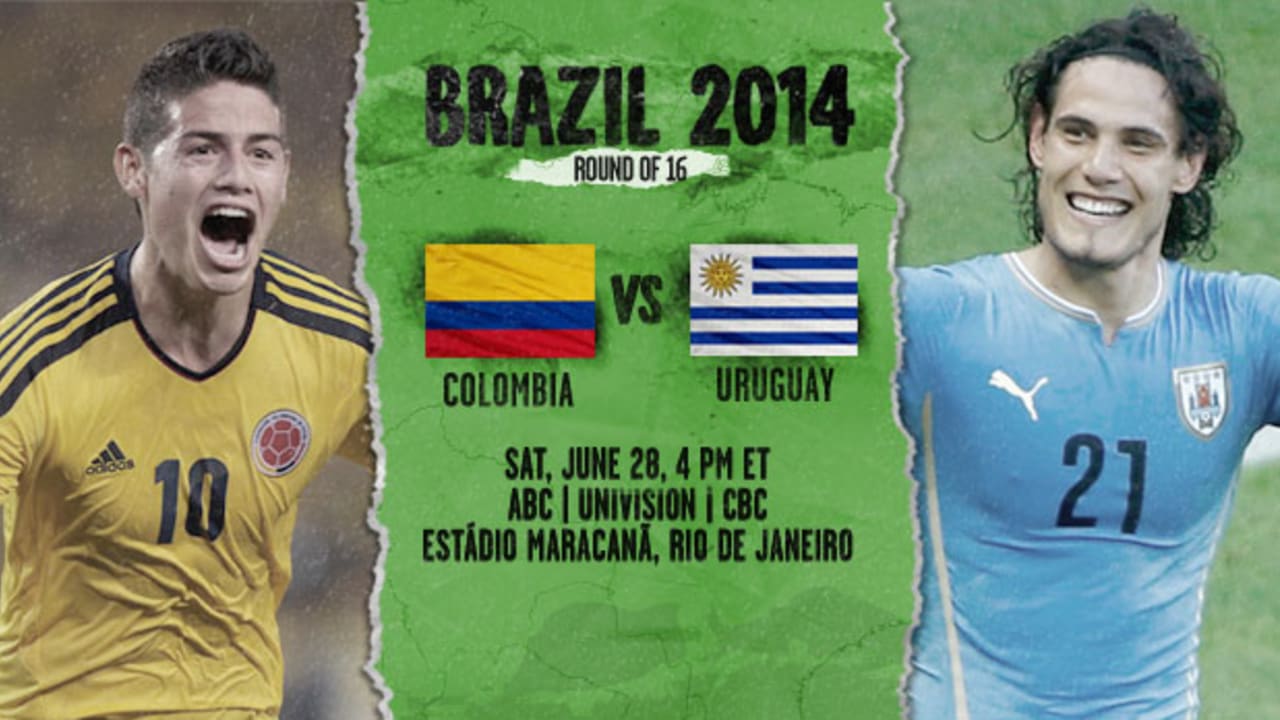 BRAZIL 2014
ROUND OF 16
VS
COLOMBIA
URUGUAY
SAT, JUNE 28, 4 PM ET
ABC | UNIVISION | CBC
ESTÁDIO MARACANÃ, RIO DE JANEIRO
adidas
10
21